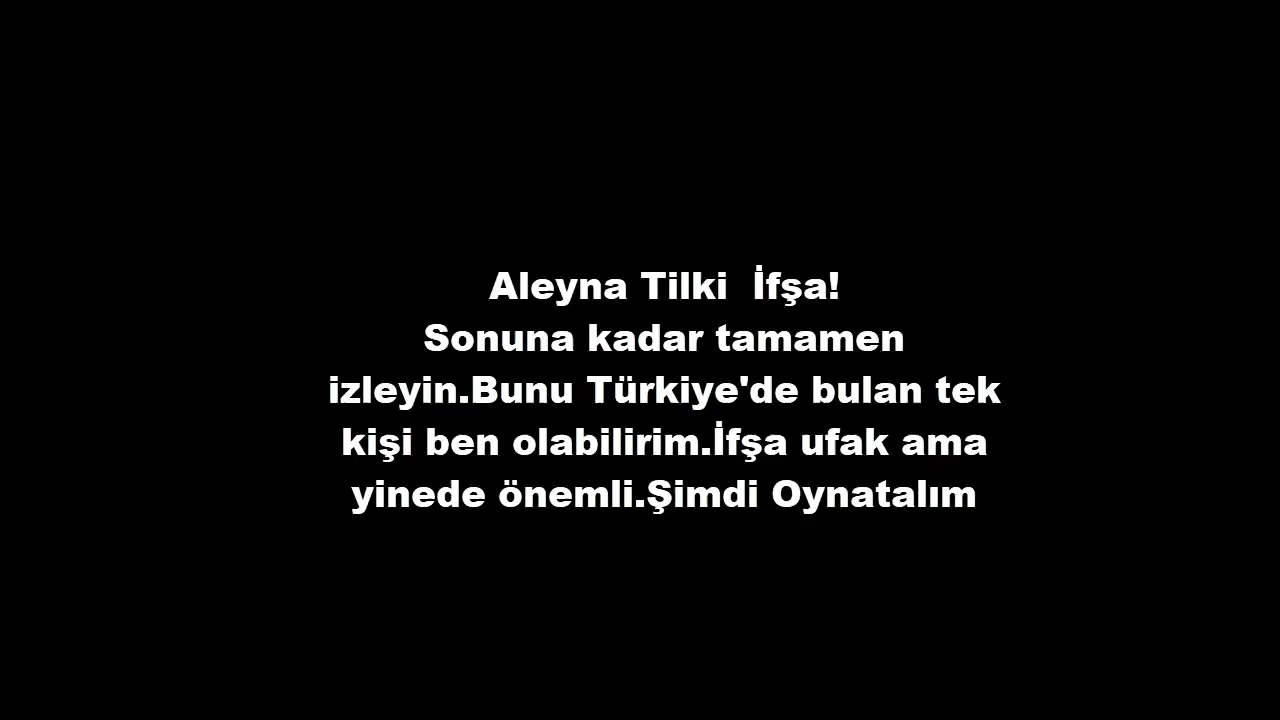 Aleyna Tilki  İfşa!
Sonuna kadar tamamen
izleyin.Bunu Türkiye'de bulan tek
kişi ben olabilirim.İfşa ufak ama
yinede önemli.Şimdi Oynatalım